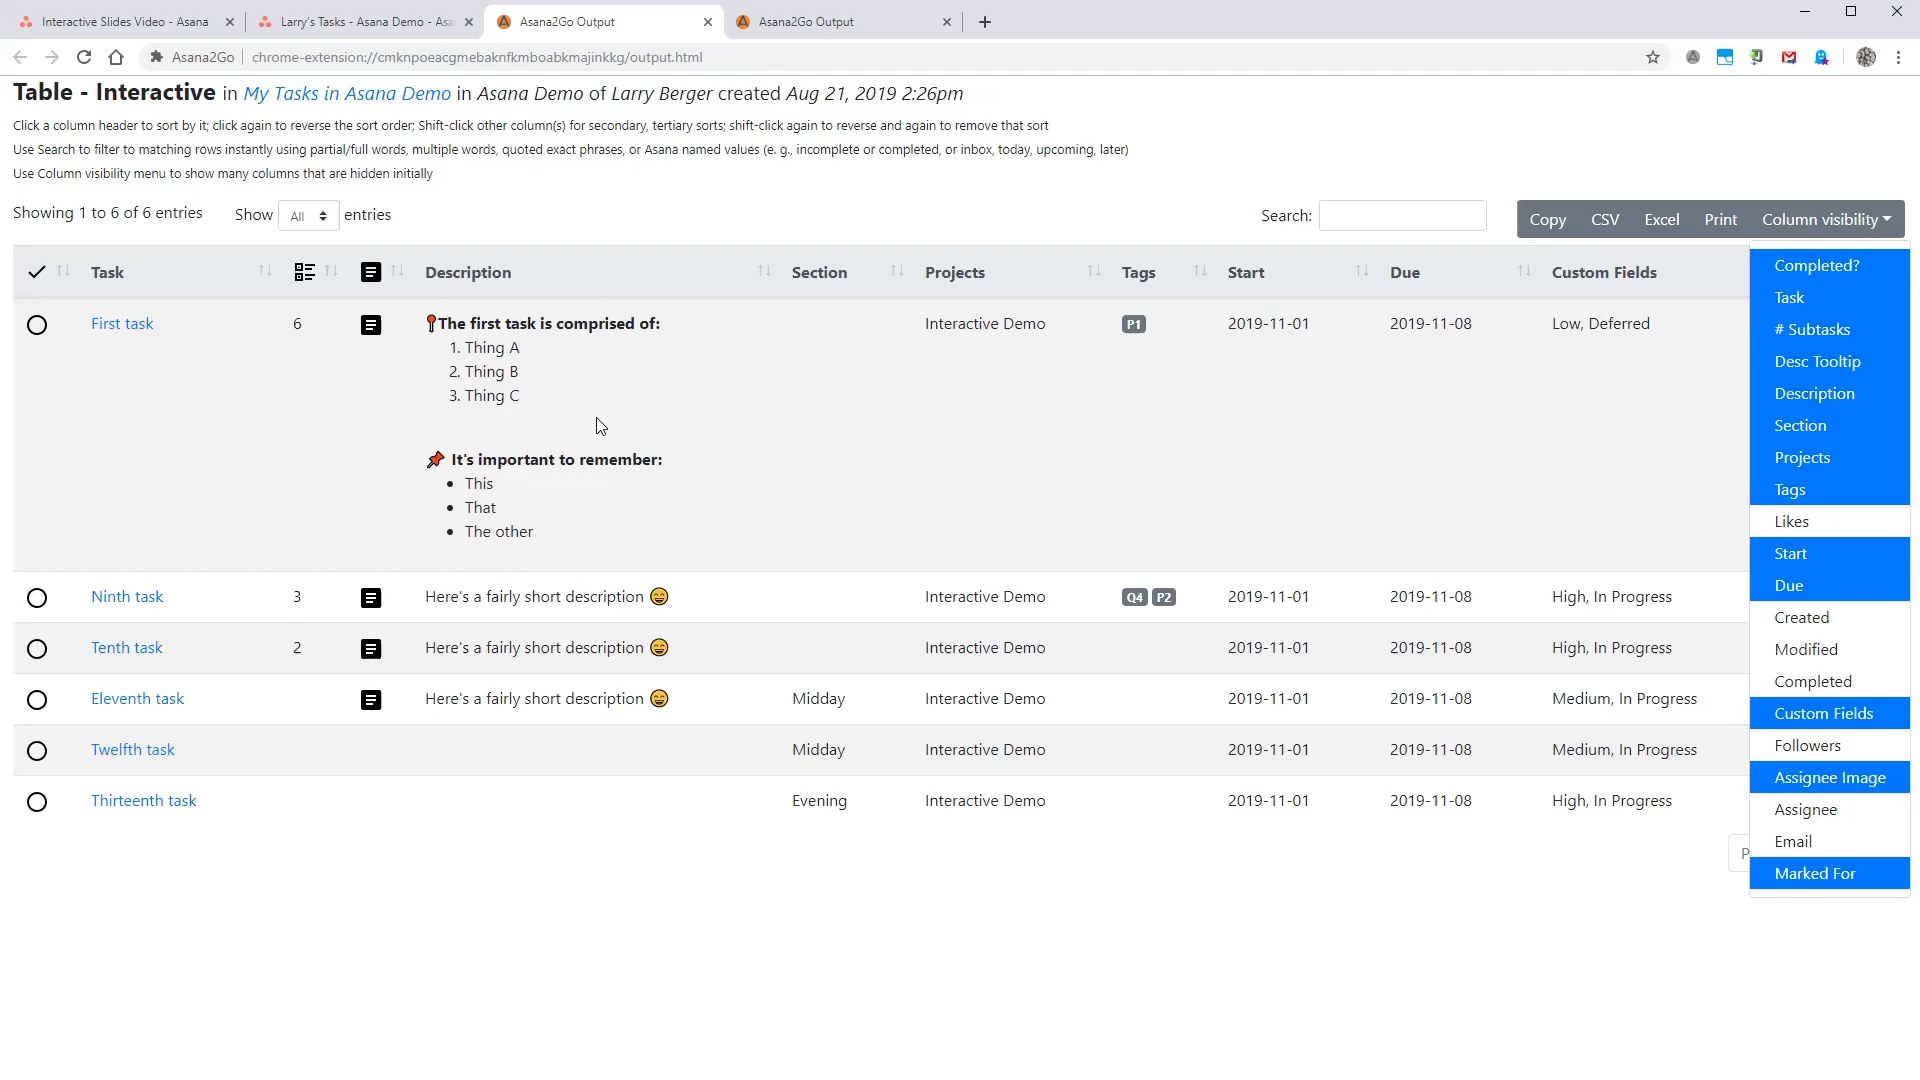 Interactive Slides Video - Asana
Larry's Tasks - Asana Demo - Asa
Asana2Go Output
Asana2Go Output
Asana2Go
chrome-extension://cmknpoeacgmebaknfkmboabkmajinkkg/output.html
Table - Interactive in My Tasks in Asana Demo in Asana Demo of Larry Berger created Aug 21, 2019 2:26pm
Click a column header to sort by it; click again to reverse the sort order; Shift-click other column(s) for secondary, tertiary sorts; shift-click again to reverse and again to remove that sort
Use Search to filter to matching rows instantly using partial/full words, multiple words, quoted exact phrases, or Asana named values (e. g., incomplete or completed, or inbox, today, upcoming, later)
Use Column visibility menu to show many columns that are hidden initially
Showing 1 to 6 of 6 entries Show All entries Search: Copy CSV Excel Print Column visibility
Task Description Section Projects Tags Start Due Custom Fields
First task 6 📍The first task is comprised of: Interactive Demo P1 2019-11-01 2019-11-08 Low, Deferred
1. Thing A
2. Thing B
3. Thing C
📌 It's important to remember:
• This
• That
• The other
Ninth task 3 Here's a fairly short description 😄 Interactive Demo Q4 P2 2019-11-01 2019-11-08 High, In Progress
Tenth task 2 Here's a fairly short description 😄 Interactive Demo 2019-11-01 2019-11-08 High, In Progress
Eleventh task Here's a fairly short description 😄 Midday Interactive Demo 2019-11-01 2019-11-08 Medium, In Progress
Twelfth task Midday Interactive Demo 2019-11-01 2019-11-08 Medium, In Progress
Thirteenth task Evening Interactive Demo 2019-11-01 2019-11-08 High, In Progress
P
Completed?
Task
# Subtasks
Desc Tooltip
Description
Section
Projects
Tags
Likes
Start
Due
Created
Modified
Completed
Custom Fields
Followers
Assignee Image
Assignee
Email
Marked For